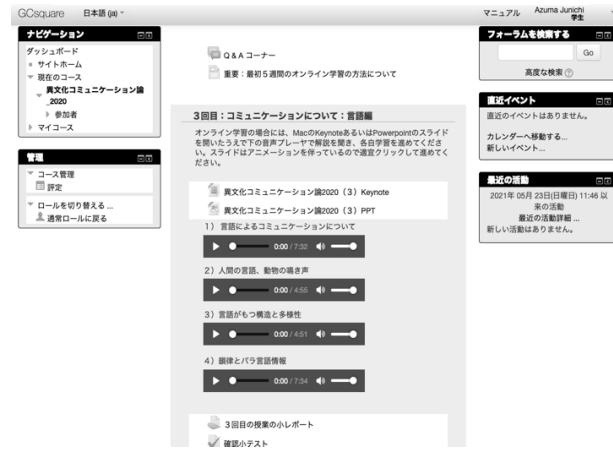 GCsquare 日本語 (ja)
マニュアル Azuma Junichi
学生
ナビゲーション
ダッシュボード
サイトホーム
現在のコース
異文化コミュニケーション論
_2020
参加者
マイコース
管理
コース管理
評定
ロールを切り替える ...
通常ロールに戻る
Q & A コーナー
重要：最初５週間のオンライン学習の方法について
３回目：コミュニケーションについて：言語編
オンライン学習の場合には、MacのKeynoteあるいはPowerpointのスライド
を開いたうえで下の音声プレーヤで解説を聞き、各自学習を進めてくださ
い。スライドはアニメーションを伴っているので適宜クリックして進めてく
ださい。
異文化コミュニケーション論2020（３）Keynote
異文化コミュニケーション論2020（３）PPT
１）言語によるコミュニケーションについて
0:00 / 7:32
２）人間の言語、動物の鳴き声
0:00 / 4:55
３）言語がもつ構造と多様性
0:00 / 4:51
４）韻律とパラ言語情報
0:00 / 7:34
３回目の授業の小レポート
確認小テスト
フォーラムを検索する
Go
高度な検索
直近イベント
直近のイベントはありません。
カレンダーへ移動する...
新しいイベント...
最近の活動
2021年 05月 23日(日曜日) 11:46 以
来の活動
最近の活動詳細 ...
新しい活動はありません。